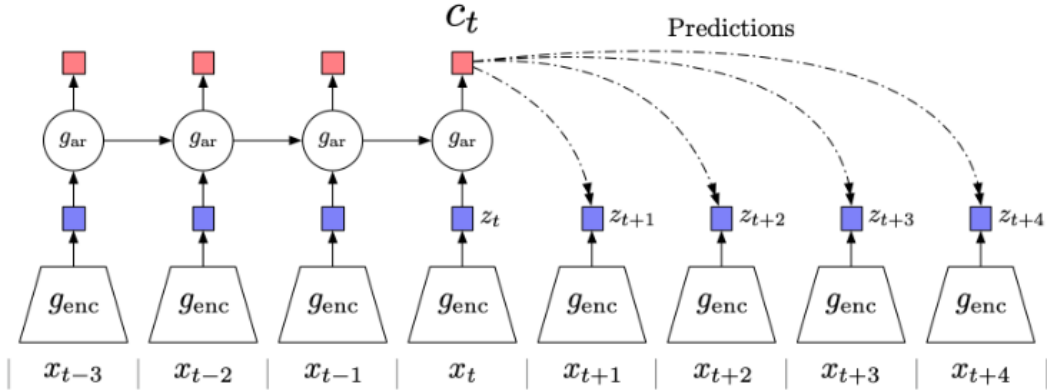 c_t
Predictions
g_ar g_ar g_ar g_ar
z_t z_{t+1} z_{t+2} z_{t+3} z_{t+4}
g_enc g_enc g_enc g_enc g_enc g_enc g_enc g_enc
x_{t-3} x_{t-2} x_{t-1} x_t x_{t+1} x_{t+2} x_{t+3} x_{t+4}